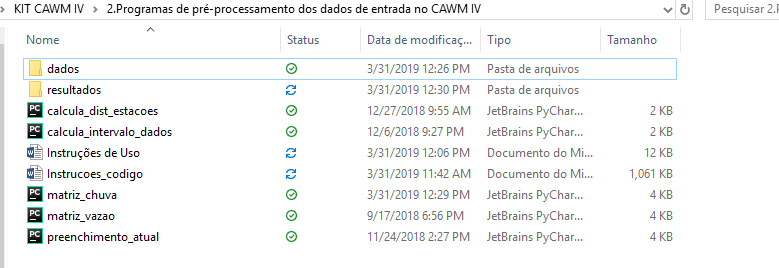 KIT CAWM IV > 2.Programas de pré-processamento dos dados de entrada no CAWM IV Pesquisar 2.
Nome Status Data de modificaç... Tipo Tamanho
dados 3/31/2019 12:26 PM Pasta de arquivos
resultados 3/31/2019 12:30 PM Pasta de arquivos
PC calcula_dist_estacoes 12/27/2018 9:55 AM JetBrains PyChar... 2 KB
PC calcula_intervalo_dados 12/6/2018 9:27 PM JetBrains PyChar... 2 KB
Instruções de Uso 3/31/2019 12:06 PM Documento do Mi... 12 KB
Instrucoes_codigo 3/31/2019 11:42 AM Documento do Mi... 1,061 KB
PC matriz_chuva 3/31/2019 12:29 PM JetBrains PyChar... 4 KB
PC matriz_vazao 9/17/2018 6:56 PM JetBrains PyChar... 4 KB
PC preenchimento_atual 11/24/2018 2:27 PM JetBrains PyChar... 4 KB